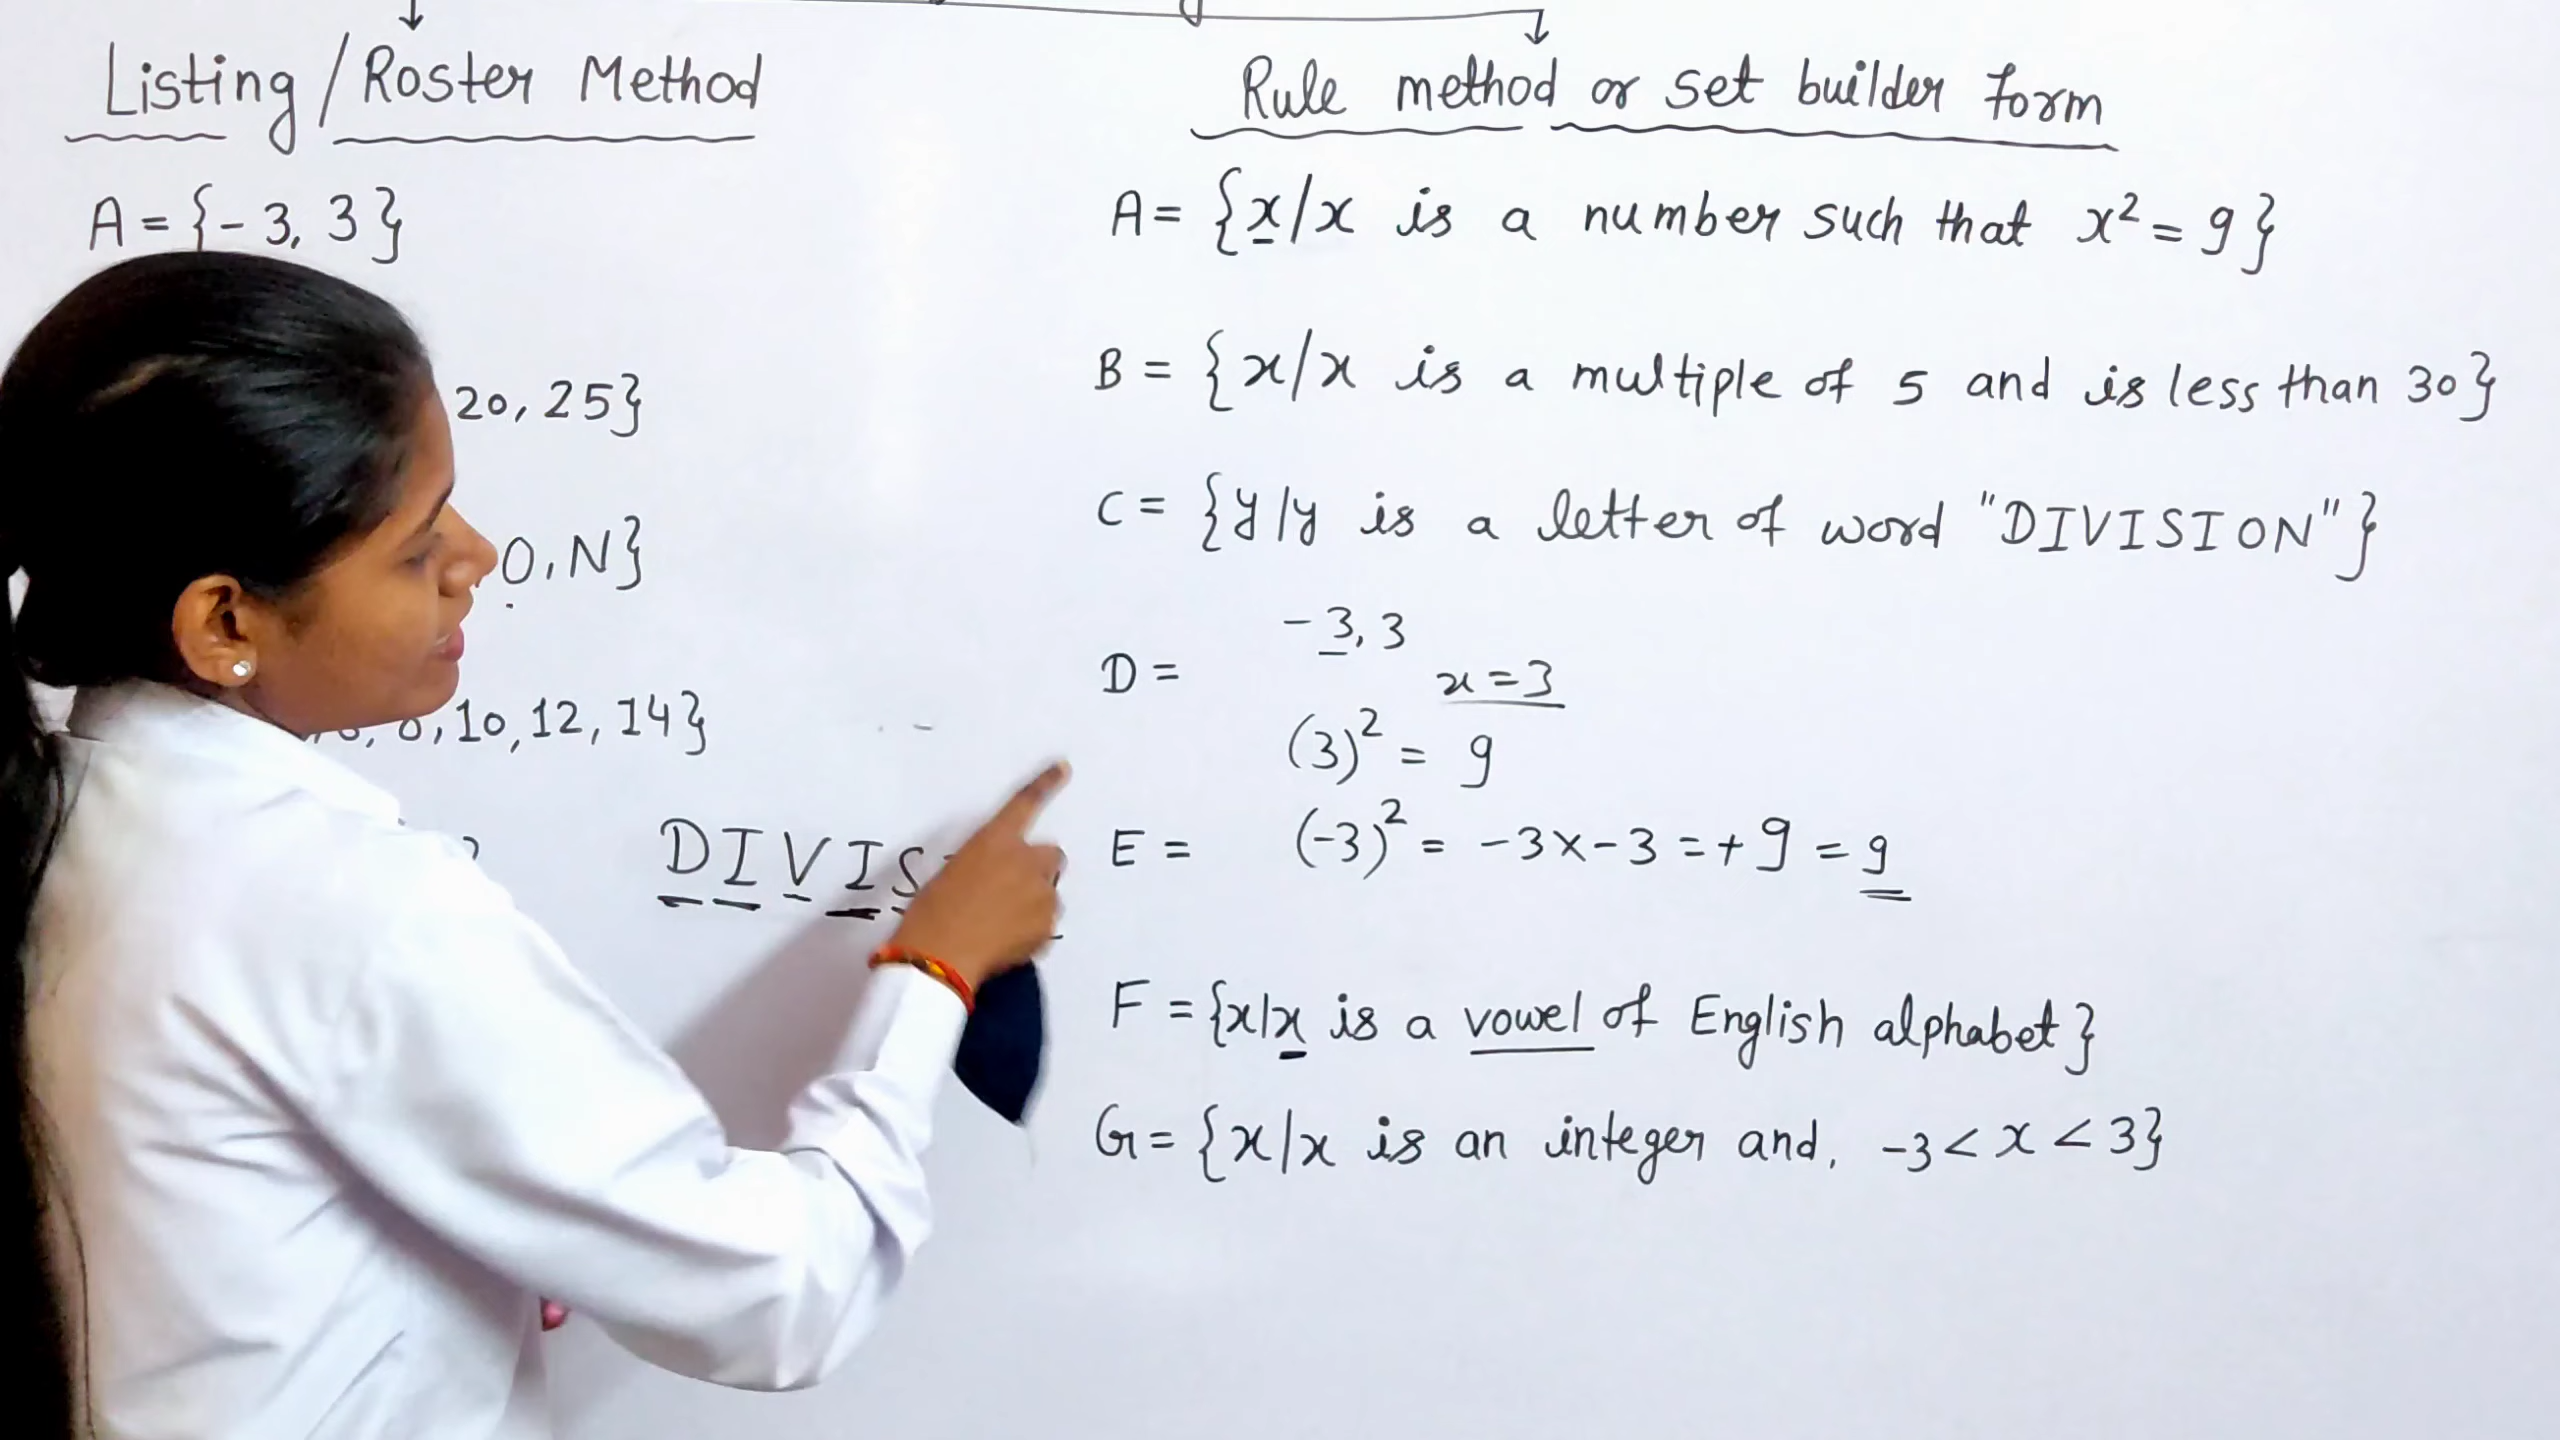 Listing/Roster Method
A = {-3, 3}
20, 25}
O, N}
10, 12, 14}
DIVIS
Rule method or set builder form
A = {x/x is a number such that x² = 9}
B = {x/x is a multiple of 5 and is less than 30}
C = {y/y is a letter of word "DIVISION"}
-3, 3
D =
x = 3
(3)² = 9
E =
(-3)² = -3x-3 = +9 = 9
F = {x/x is a vowel of English alphabet}
G = {x/x is an integer and, -3 < x < 3}